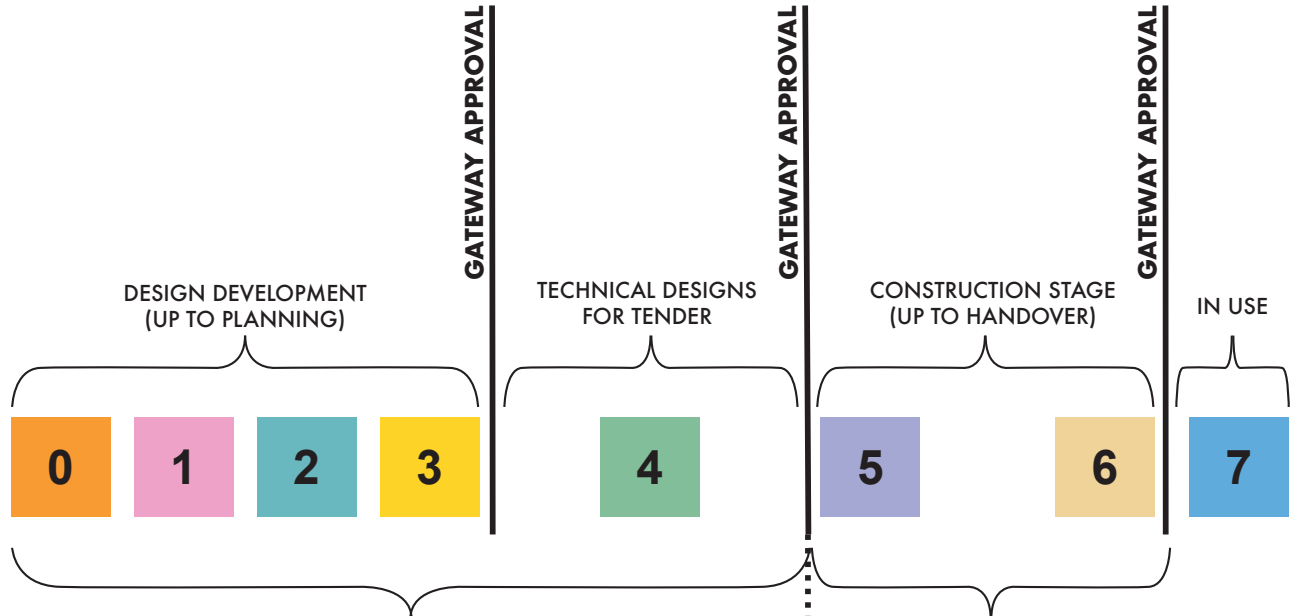 GATEWAY APPROVAL
GATEWAY APPROVAL
GATEWAY APPROVAL
DESIGN DEVELOPMENT
(UP TO PLANNING)
TECHNICAL DESIGNS
FOR TENDER
CONSTRUCTION STAGE
(UP TO HANDOVER)
IN USE
0
1
2
3
4
5
6
7